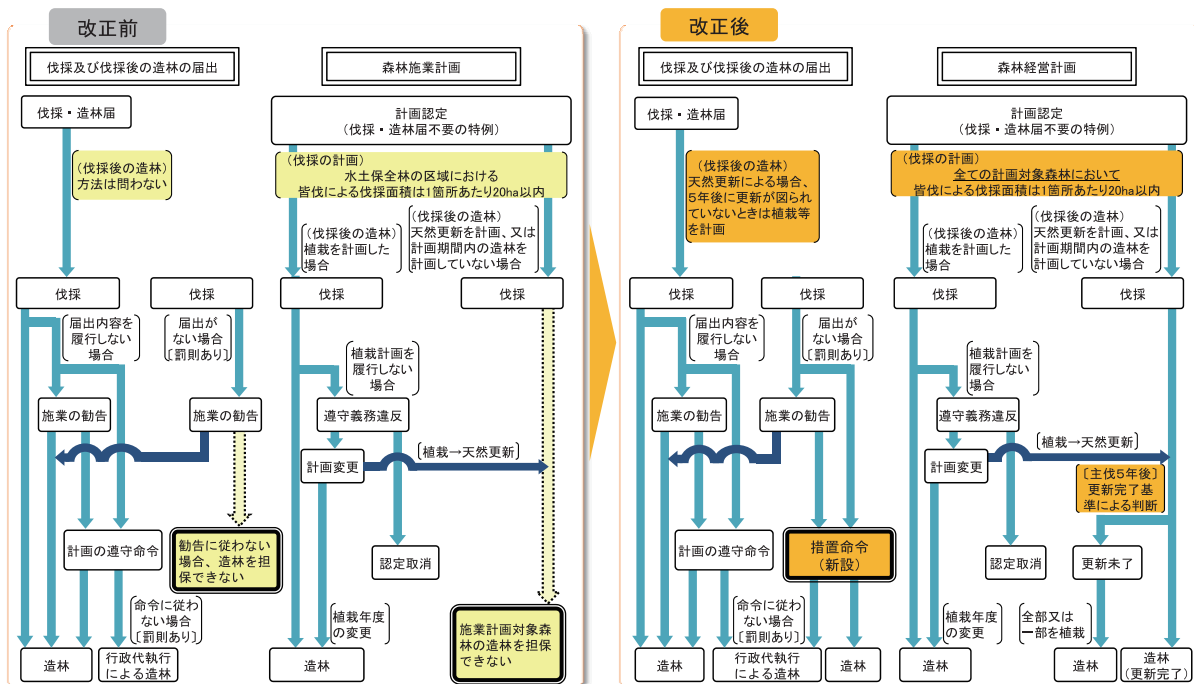 改正前
伐採及び伐採後の造林の届出
森林施業計画
伐採・造林届
計画認定
(伐採・造林届不要の特例)
(伐採後の造林)
方法は問わない
(伐採の計画)
水土保全林の区域における
皆伐による伐採面積は1箇所あたり20ha以内
(伐採後の造林)
植栽を計画した
場合
(伐採後の造林)
天然更新を計画、又は
計画期間内の造林を
計画していない場合
伐採
伐採
伐採
伐採
届出内容を
履行しない
場合
届出が
ない場合
〔罰則あり〕
植栽計画を
履行しない
場合
施業の勧告
施業の勧告
遵守義務違反
計画変更
〔植栽→天然更新〕
計画の遵守命令
勧告に従わない
場合、造林を担
保できない
認定取消
命令に従わ
ない場合
〔罰則あり〕
植栽年度
の変更
施業計画対象森
林の造林を担保
できない
造林
行政代執行
による造林
造林
改正後
伐採及び伐採後の造林の届出
森林経営計画
伐採・造林届
計画認定
(伐採・造林届不要の特例)
(伐採後の造林)
天然更新による場合、
5年後に更新が図られ
ていないときは植栽等
を計画
(伐採の計画)
全ての計画対象森林において
皆伐による伐採面積は1箇所あたり20ha以内
(伐採後の造林)
植栽を計画した
場合
(伐採後の造林)
天然更新を計画、又は
計画期間内の造林を
計画していない場合
伐採
伐採
伐採
伐採
届出内容を
履行しない
場合
届出が
ない場合
〔罰則あり〕
植栽計画を
履行しない
場合
施業の勧告
施業の勧告
遵守義務違反
計画変更
〔植栽→天然更新〕
〔主伐5年後〕
更新完了基
準による判断
計画の遵守命令
措置命令
(新設)
認定取消
更新未了
命令に従わ
ない場合
〔罰則あり〕
植栽年度
の変更
全部又は
一部を植栽
造林
行政代執行
による造林
造林
造林
造林
造林
(更新完了)